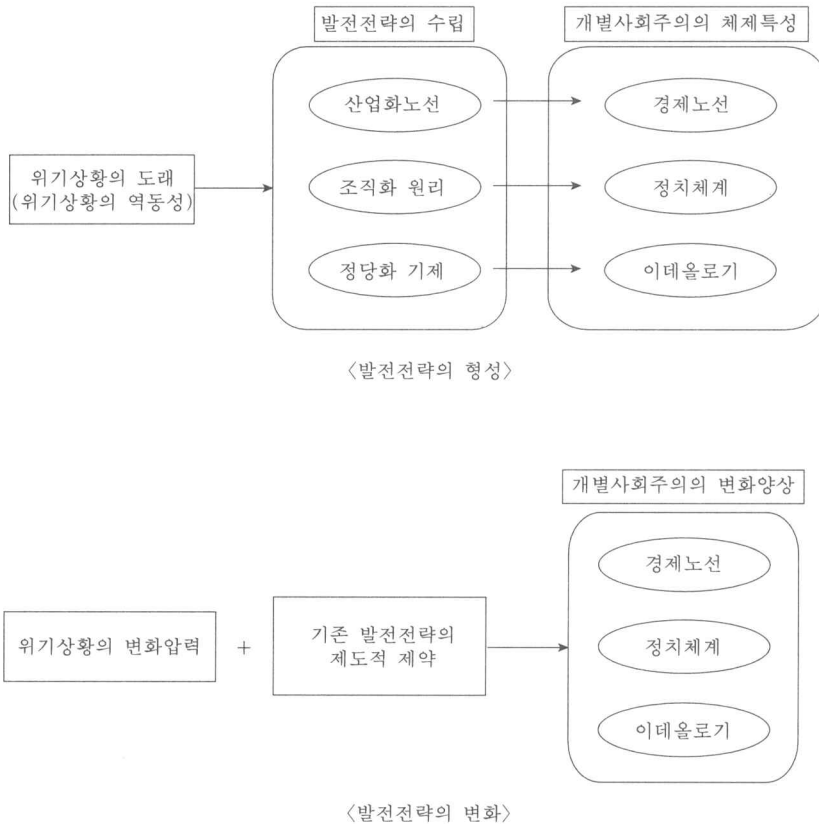 발전전략의 수립
개별사회주의의 체제특성
산업화노선
경제노선
위기상황의 도래
(위기상황의 역동성)
조직화 원리
정치체계
정당화 기제
이데올로기
〈발전전략의 형성〉
개별사회주의의 변화양상
경제노선
위기상황의 변화압력
+
기존 발전전략의
제도적 제약
정치체계
이데올로기
〈발전전략의 변화〉